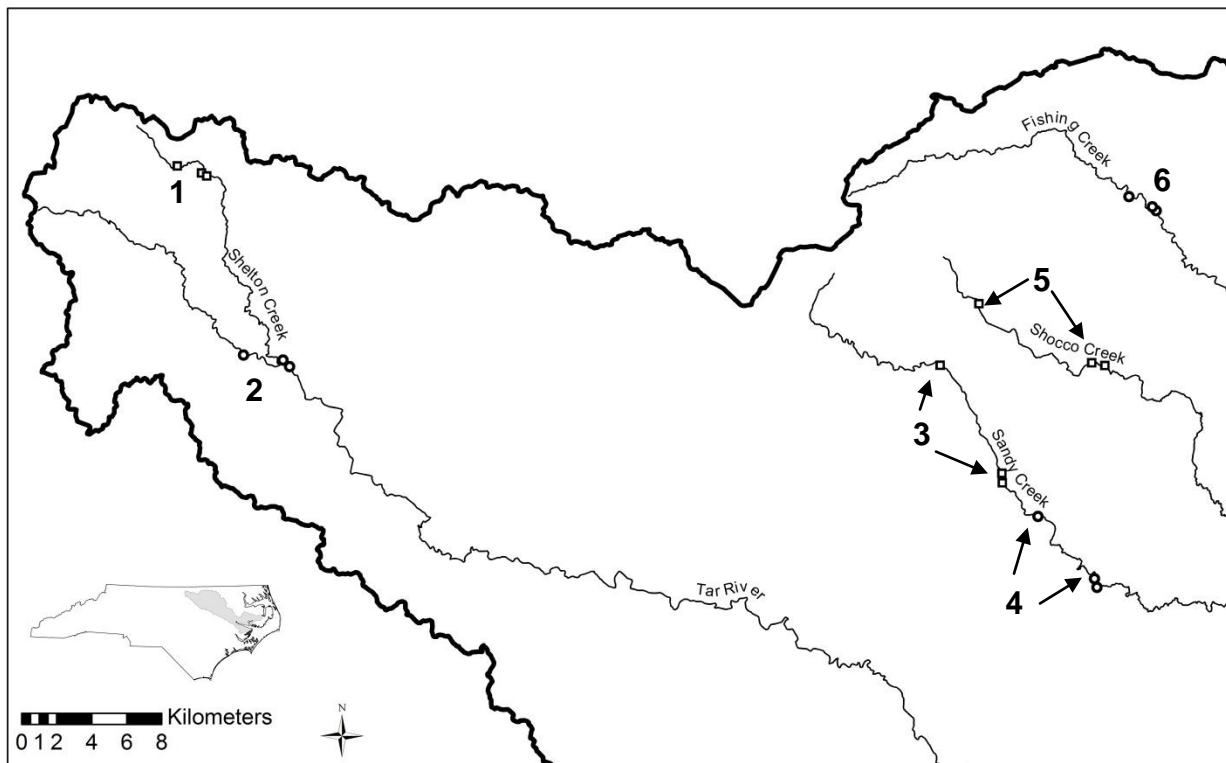 Fishing Creek
6
1
Shelton Creek
5
Shocco Creek
2
3
Sandy Creek
4
Tar River
Kilometers
0 1 2 4 6 8
N